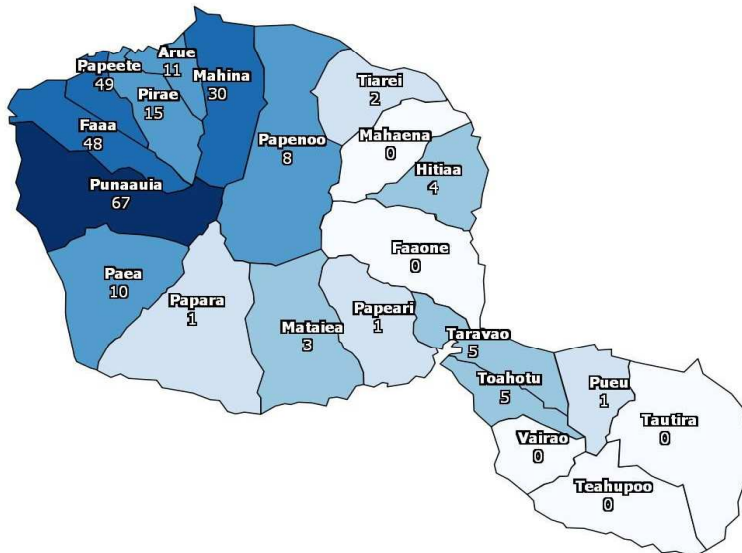 Arue
11
Papeete
49
Mahina
30
Pirae
15
Tiarei
2
Faaa
48
Papenoo
8
Mahaena
0
Hitiaa
4
Punaauia
67
Faaone
0
Paea
10
Papara
1
Mataiea
3
Papeari
1
Taravao
5
Toahotu
5
Pueu
1
Tautira
0
Vairao
0
Teahupoo
0